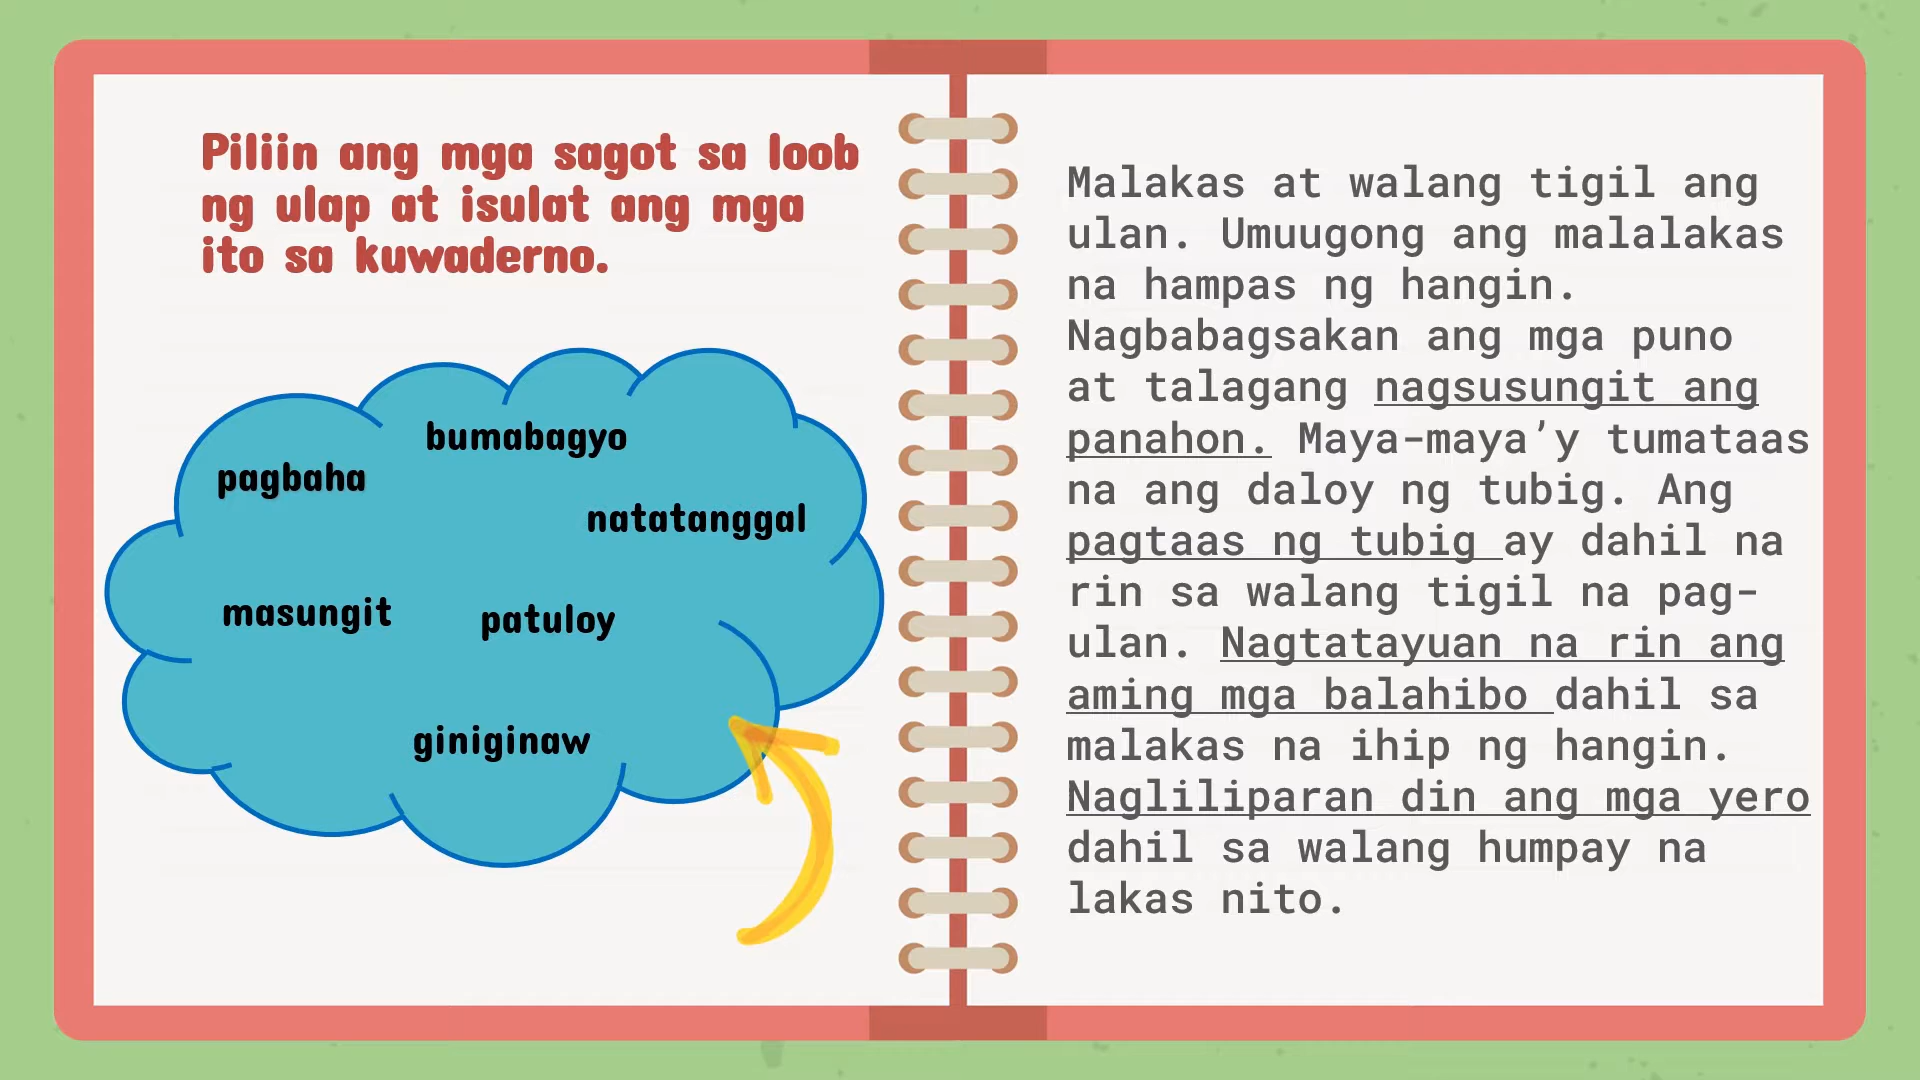 Piliin ang mga sagot sa loob
ng ulap at isulat ang mga
ito sa kuwaderno.
bumabagyo
pagbaha
natatanggal
masungit
patuloy
giniginaw
Malakas at walang tigil ang
ulan. Umuugong ang malalakas
na hampas ng hangin.
Nagbabagsakan ang mga puno
at talagang nagsusungit ang
panahon. Maya-maya’y tumataas
na ang daloy ng tubig. Ang
pagtaas ng tubig ay dahil na
rin sa walang tigil na pag-
ulan. Nagtatayuan na rin ang
aming mga balahibo dahil sa
malakas na ihip ng hangin.
Nagliliparan din ang mga yero
dahil sa walang humpay na
lakas nito.